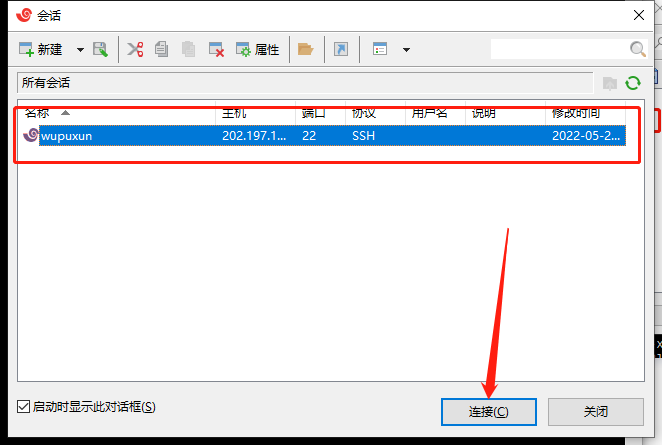 会话
新建 属性
所有会话
名称 主机 端口 协议 用户名 说明 修改时间
wupuxun 202.197.1... 22 SSH 2022-05-2...
启动时显示此对话框(S)
连接(C) 关闭